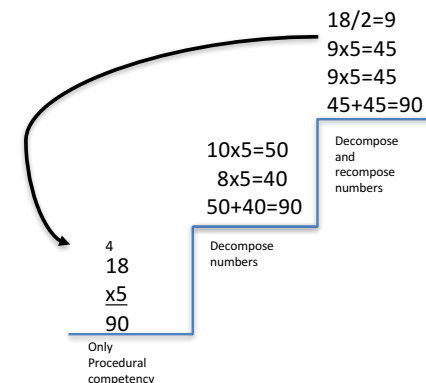 18/2=9
9x5=45
9x5=45
45+45=90
Decompose
and
recompose
numbers
10x5=50
8x5=40
50+40=90
Decompose
numbers
4
18
x5
90
Only
Procedural
competency